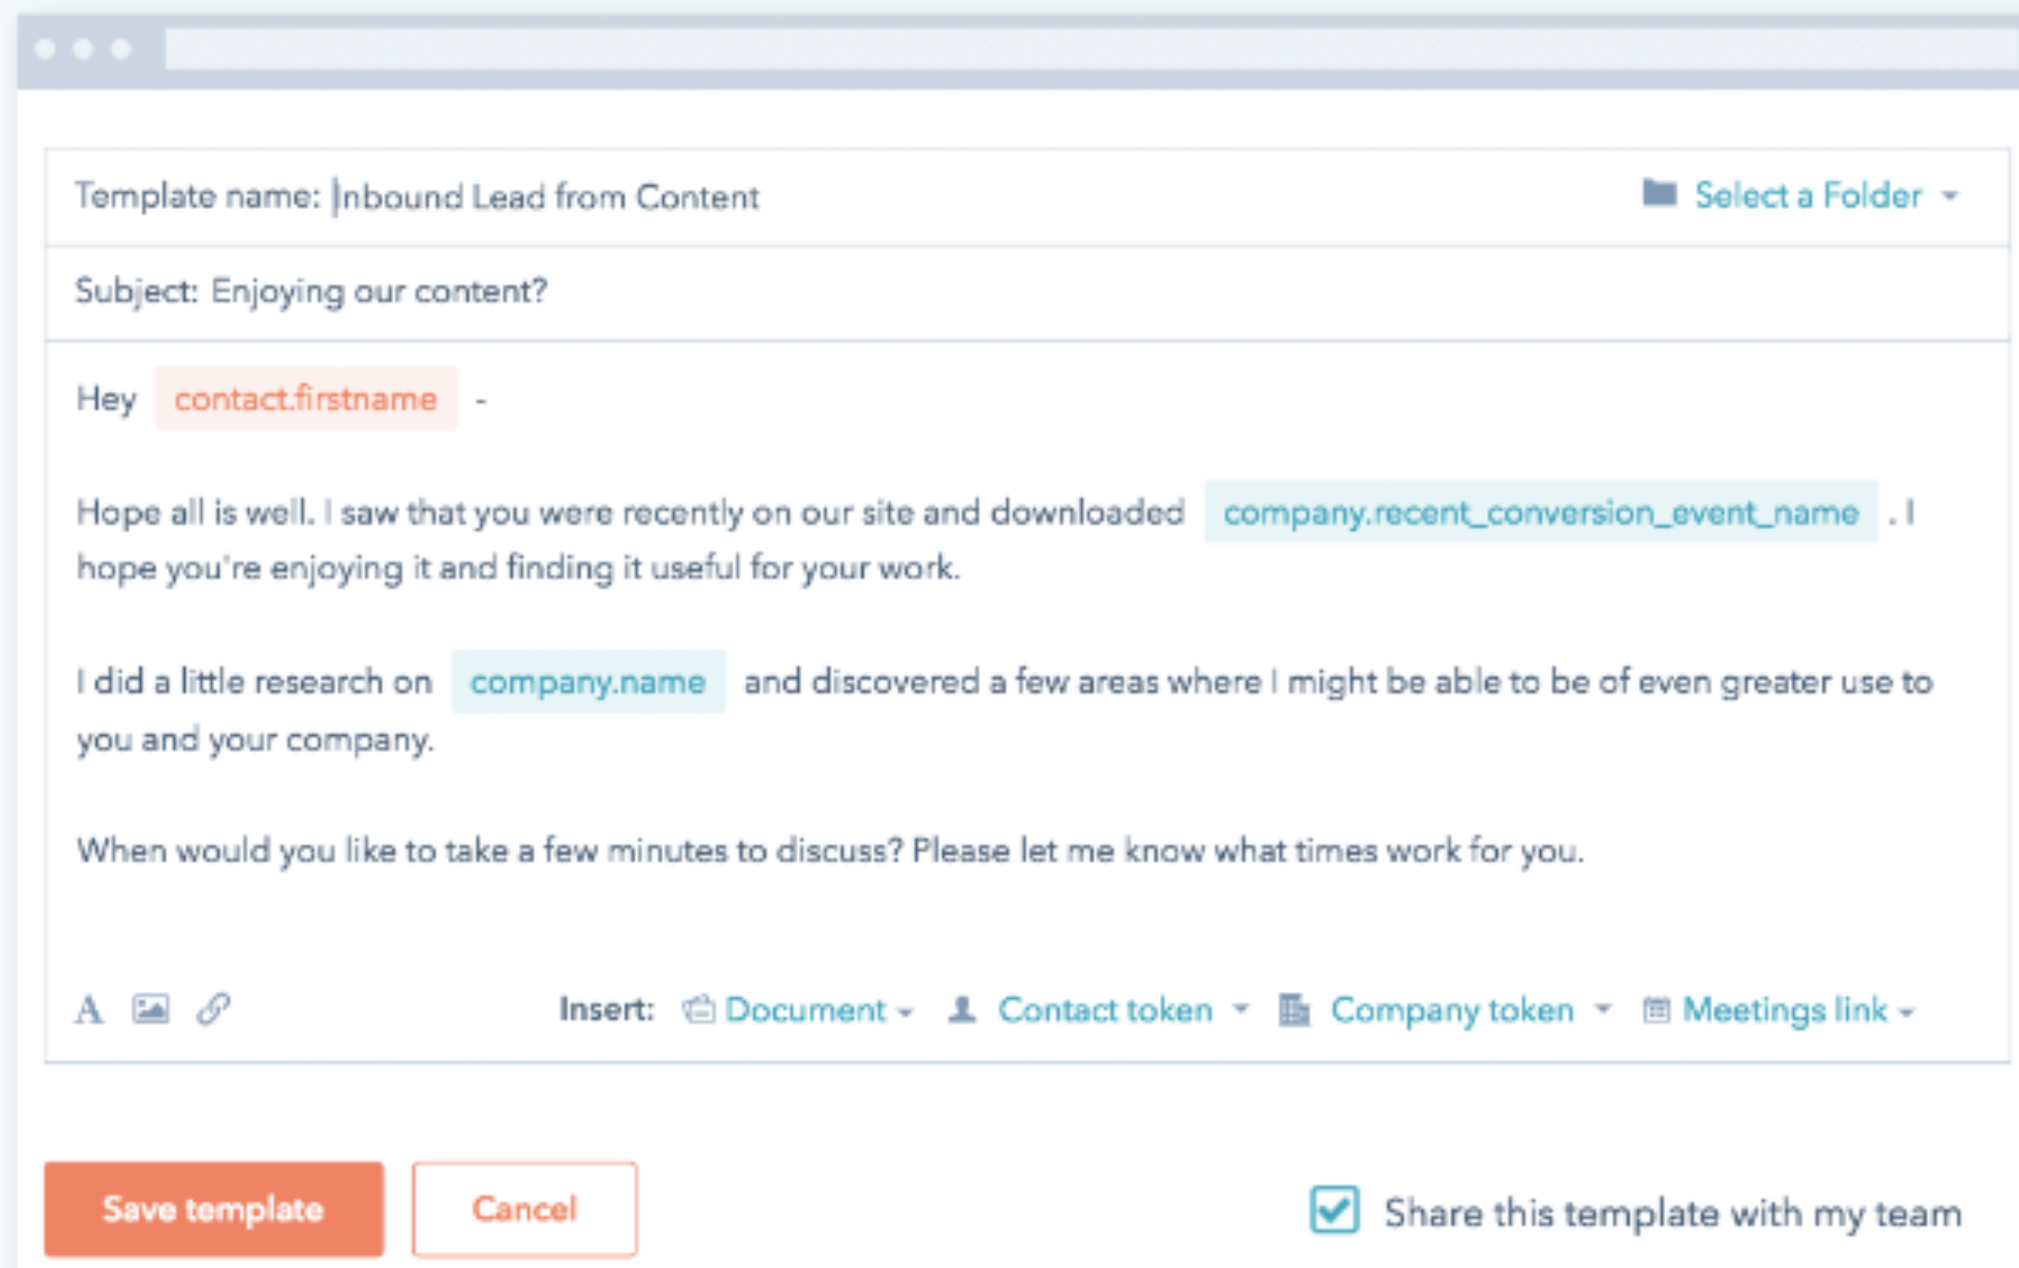 Template name: Inbound Lead from Content Select a Folder
Subject: Enjoying our content?
Hey contact.firstname -
Hope all is well. I saw that you were recently on our site and downloaded company.recent_conversion_event_name . I
hope you're enjoying it and finding it useful for your work.
I did a little research on company.name and discovered a few areas where I might be able to be of even greater use to
you and your company.
When would you like to take a few minutes to discuss? Please let me know what times work for you.
A Insert: Document Contact token Company token Meetings link
Save template Cancel Share this template with my team